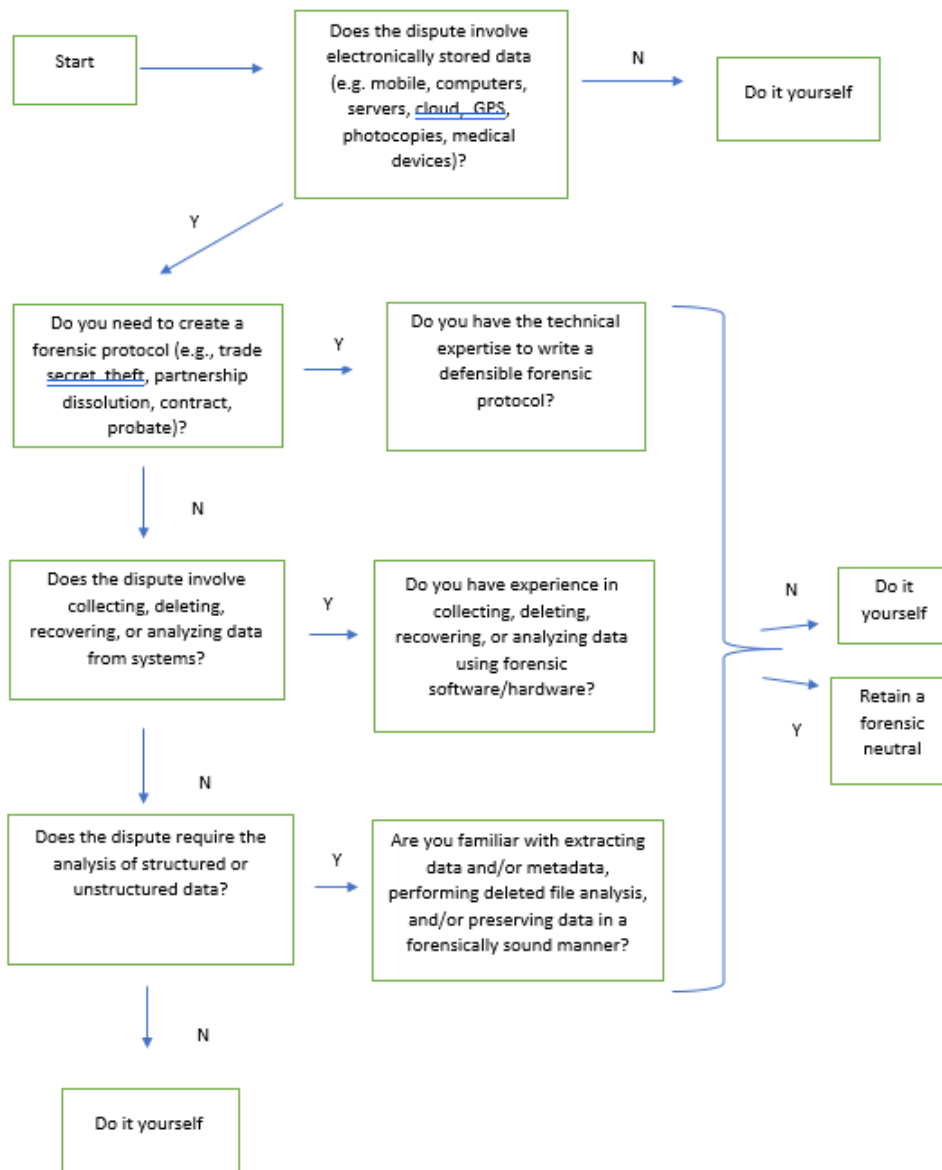 Start
Does the dispute involve
electronically stored data
(e.g. mobile, computers,
servers, cloud, GPS,
photocopies, medical
devices)?
N
Do it yourself
Y
Do you need to create a
forensic protocol (e.g., trade
secret theft, partnership
dissolution, contract,
probate)?
Y
Do you have the technical
expertise to write a
defensible forensic
protocol?
N
Does the dispute involve
collecting, deleting,
recovering, or analyzing data
from systems?
Y
Do you have experience in
collecting, deleting,
recovering, or analyzing data
using forensic
software/hardware?
N
Do it
yourself
Y
Retain a
forensic
neutral
N
Does the dispute require the
analysis of structured or
unstructured data?
Y
Are you familiar with extracting
data and/or metadata,
performing deleted file analysis,
and/or preserving data in a
forensically sound manner?
N
Do it yourself